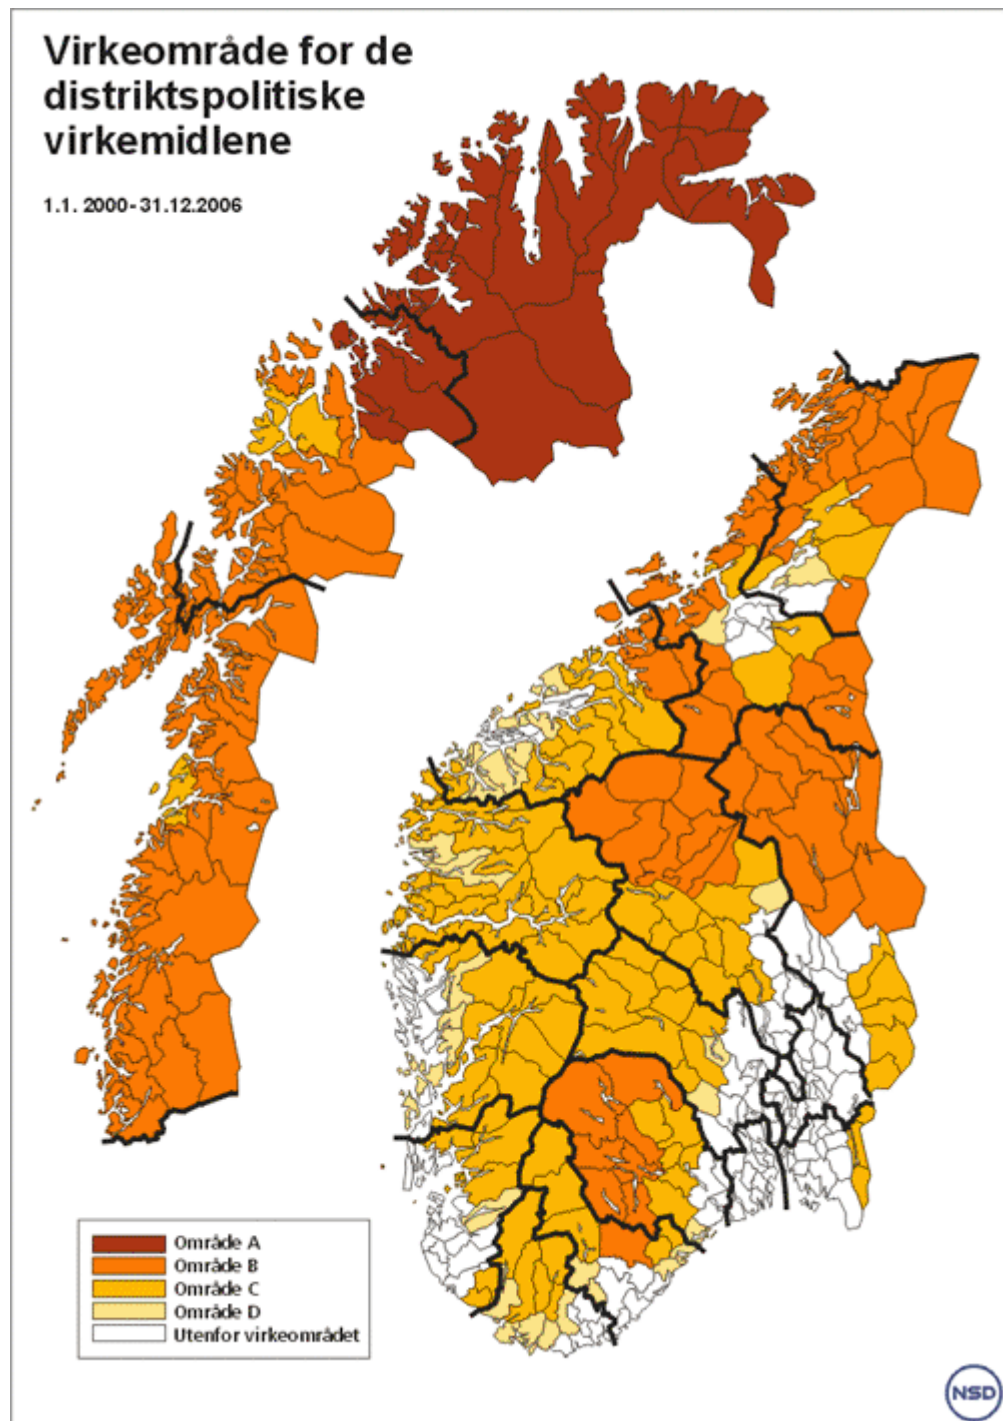 Virkeområde for de
distriktspolitiske
virkemidlene
1.1. 2000-31.12.2006
Område A
Område B
Område C
Område D
Utenfor virkeområdet
NSD